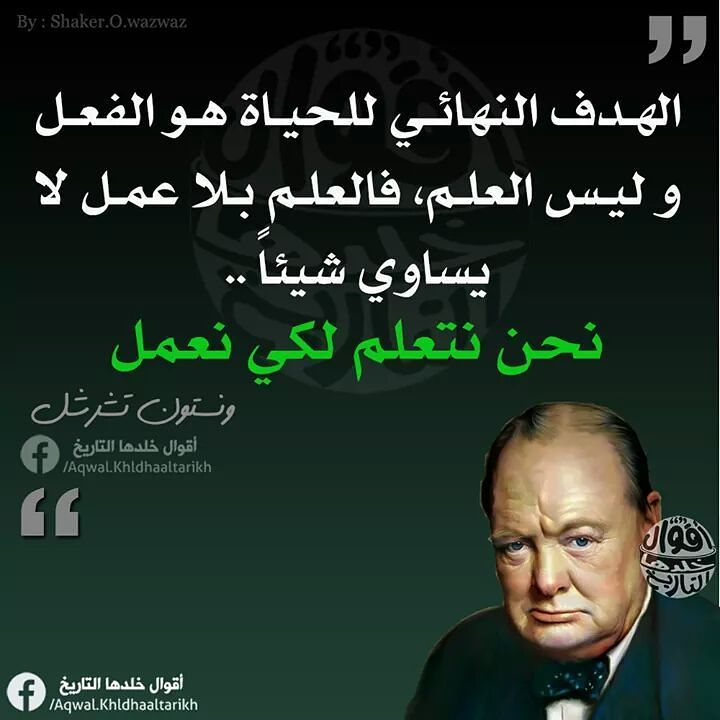 By : Shaker.O.wazwaz
الهدف النهائي للحياة هو الفعل
و ليس العلم، فالعلم بلا عمل لا
يساوي شيئاً ..
نحن نتعلم لكي نعمل
ونستون تشرشل
أقوال خلدها التاريخ
/Aqwal.Khldhaaltarikh
أقوال
خلدها
التاريخ
أقوال خلدها التاريخ
/Aqwal.Khldhaaltarikh